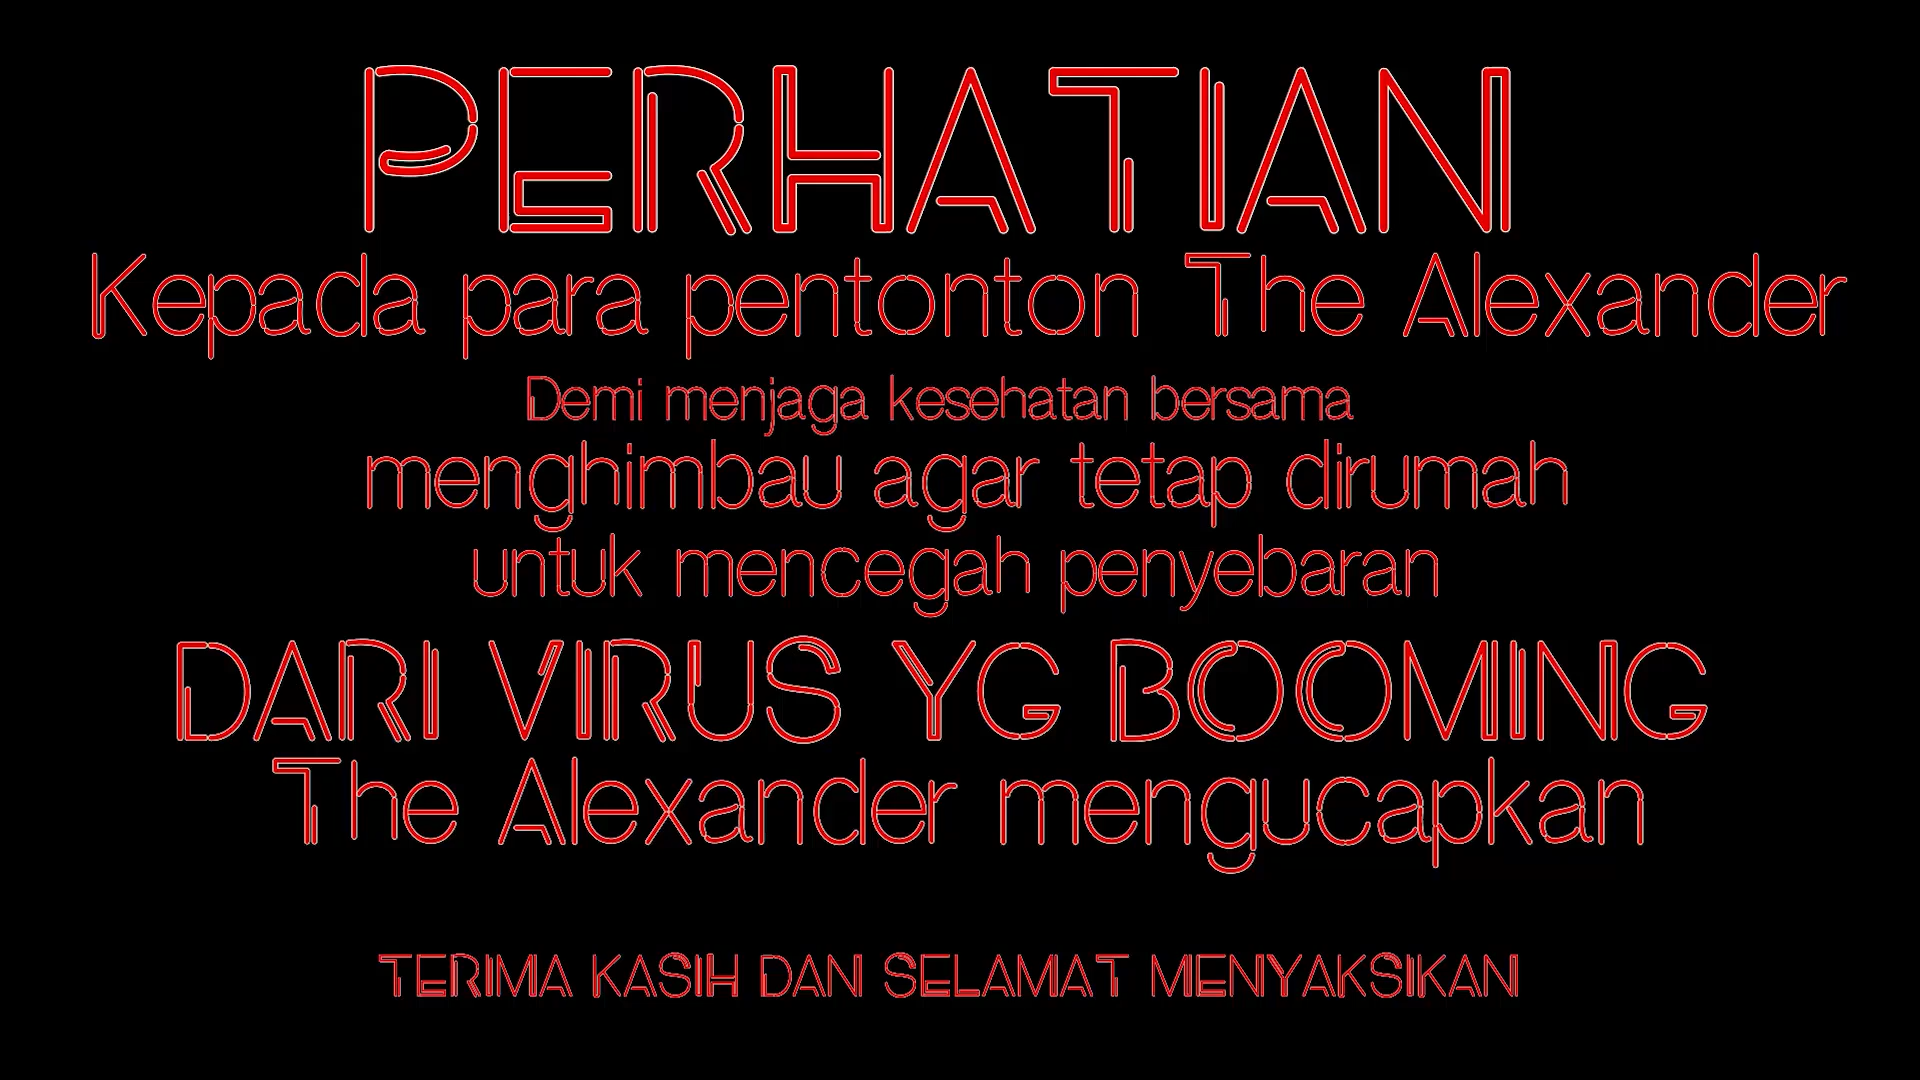 PERHATIAN
Kepada para pentonton The Alexander
Demi menjaga kesehatan bersama
menghimbau agar tetap dirumah
untuk mencegah penyebaran
DARI VIRUS YG BOOMING
The Alexander mengucapkan
TERIMA KASIH DAN SELAMAT MENYAKSIKAN